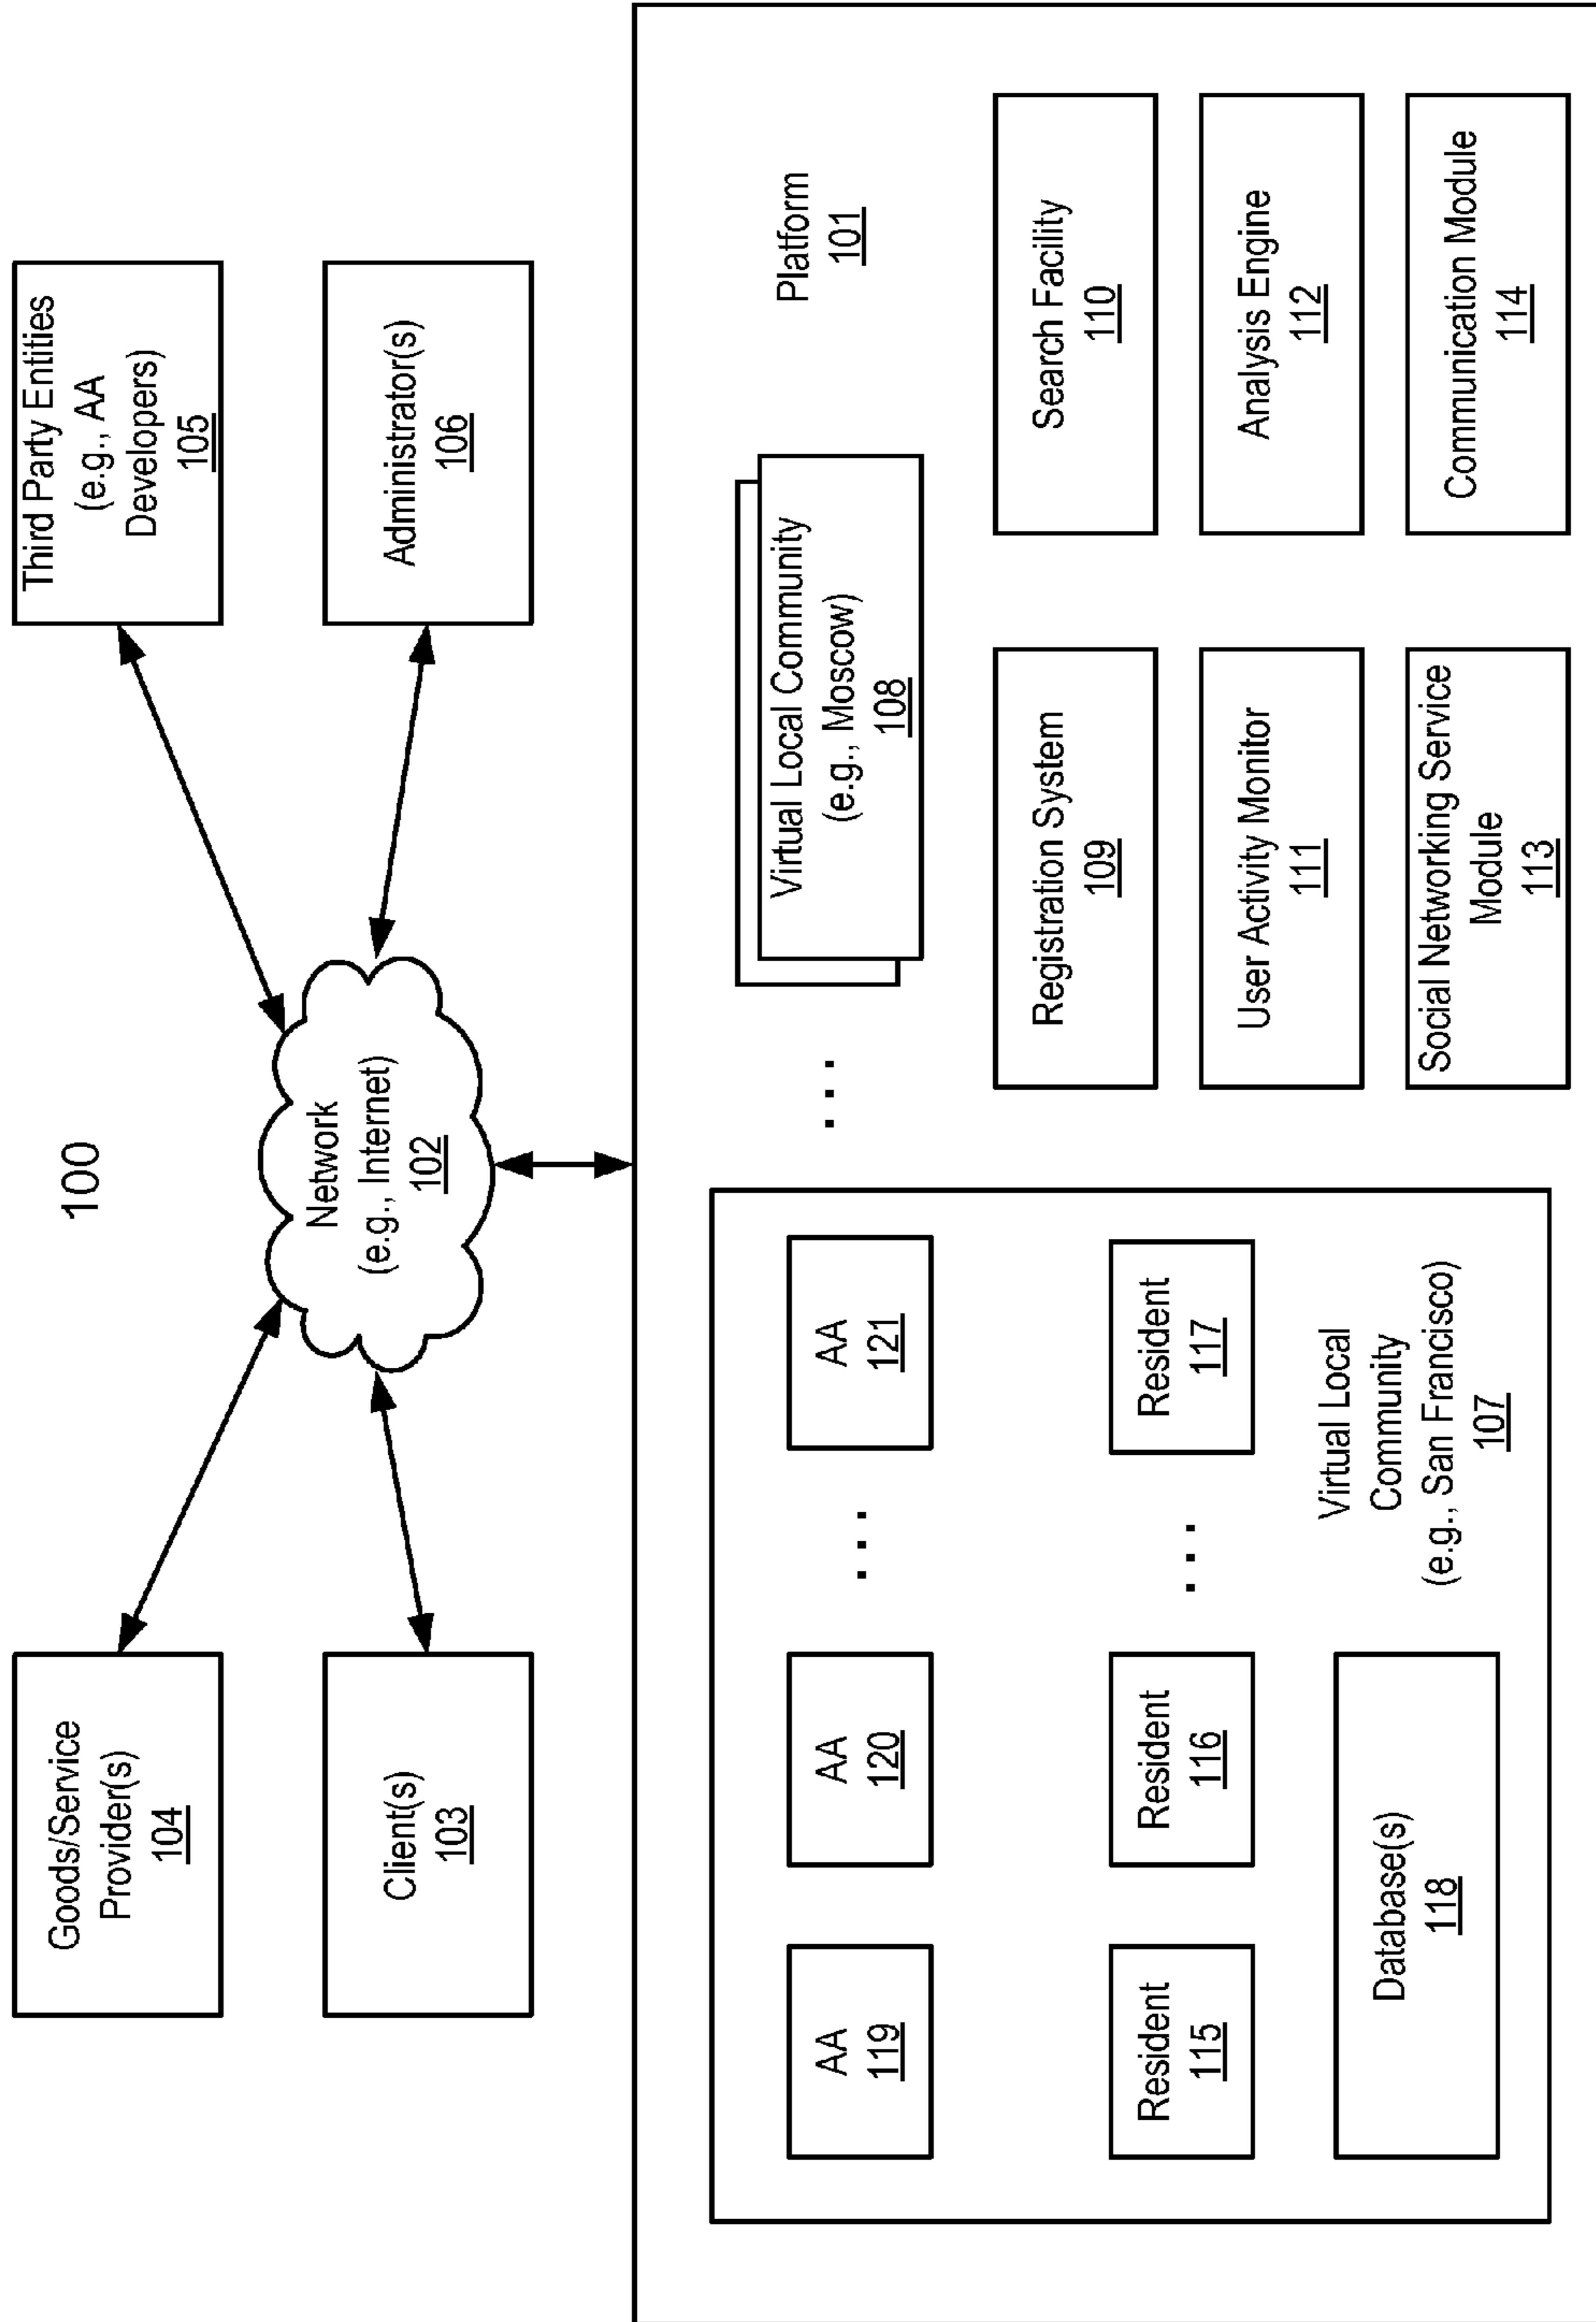 100
Goods/Service
Provider(s)
104
Third Party Entities
(e.g., AA
Developers)
105
Client(s)
103
Network
(e.g., Internet)
102
Administrator(s)
106
Platform
101
AA
119
AA
120
. . .
AA
121
Resident
115
Resident
116
. . .
Resident
117
Database(s)
118
Virtual Local
Community
(e.g., San Francisco)
107
. . .
Virtual Local Community
(e.g., Moscow)
108
Registration System
109
Search Facility
110
User Activity Monitor
111
Analysis Engine
112
Social Networking Service
Module
113
Communication Module
114